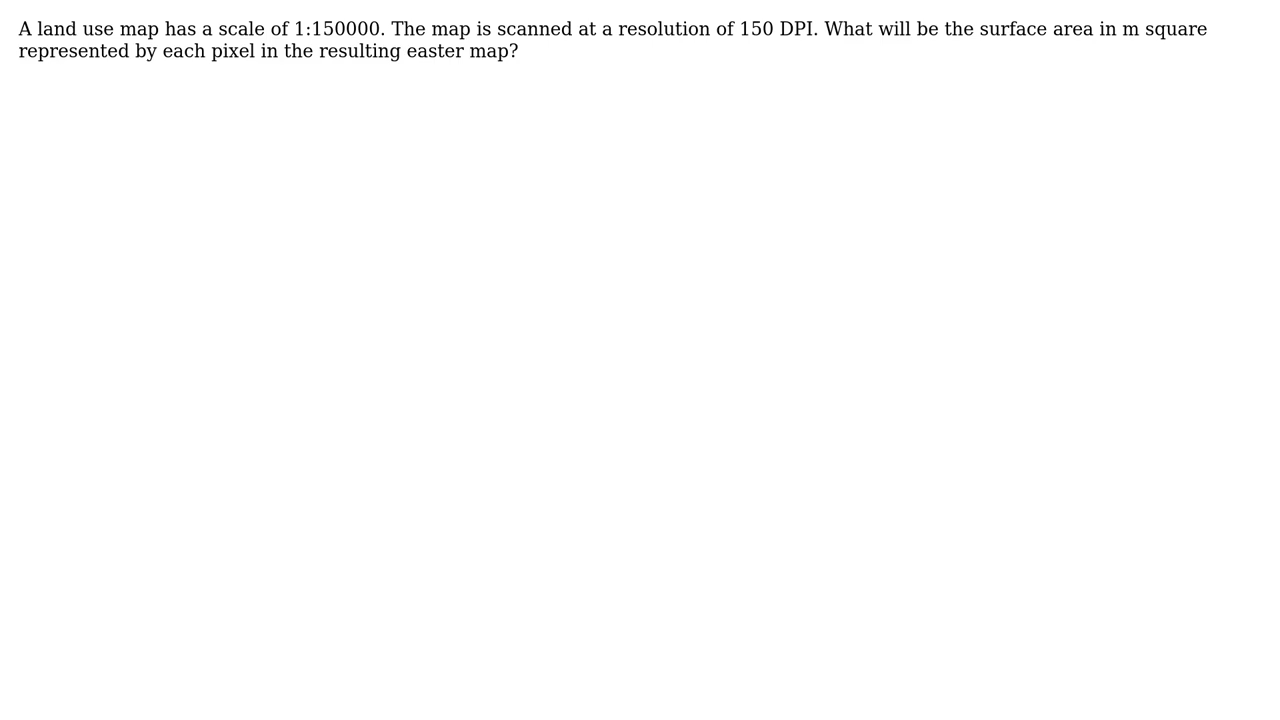 A land use map has a scale of 1:150000. The map is scanned at a resolution of 150 DPI. What will be the surface area in m square
represented by each pixel in the resulting easter map?